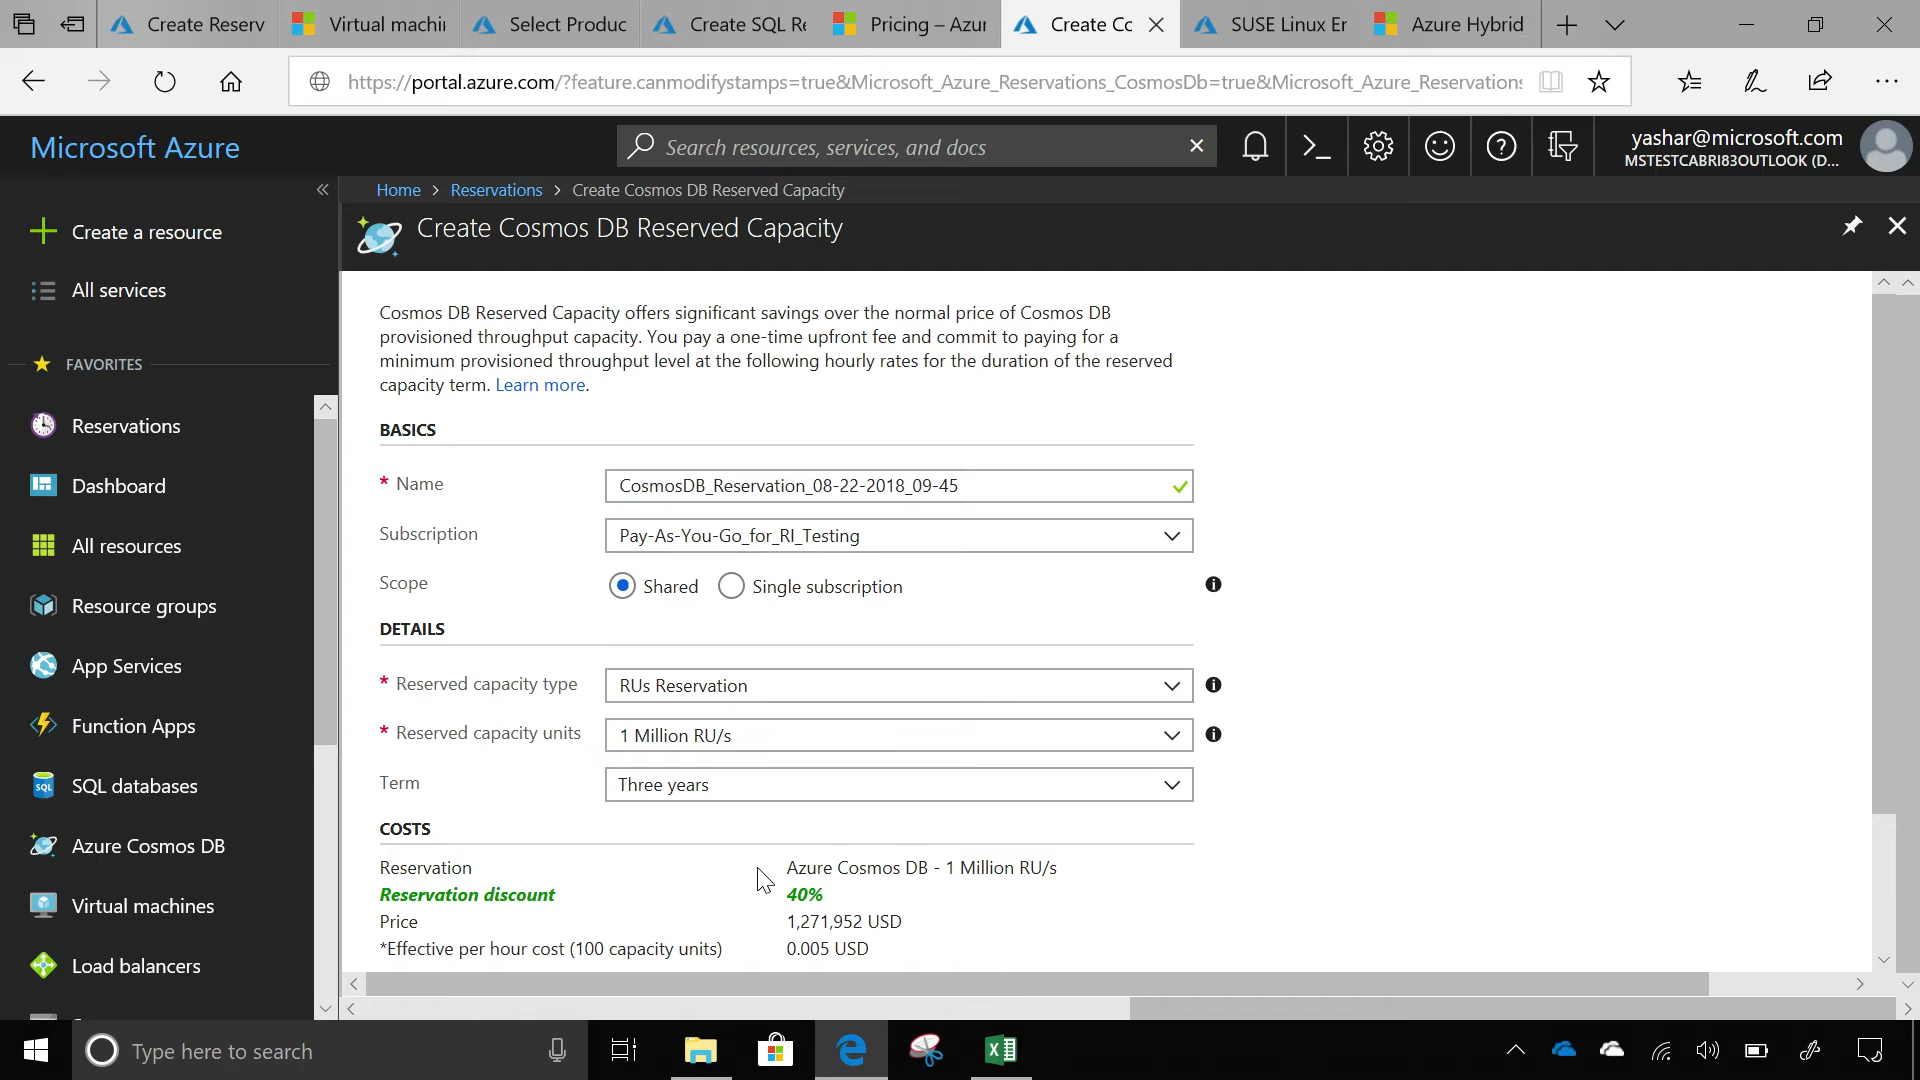 Create Reserv
Virtual machin
Select Produc
Create SQL Re
Pricing – Azur
Create Co
SUSE Linux En
Azure Hybrid
https://portal.azure.com/?feature.canmodifystamps=true&Microsoft_Azure_Reservations_CosmosDb=true&Microsoft_Azure_Reservations
Microsoft Azure
Search resources, services, and docs
yashar@microsoft.com
MSTESTCABRI83OUTLOOK (D...
Home > Reservations > Create Cosmos DB Reserved Capacity
Create Cosmos DB Reserved Capacity
Create a resource
All services
FAVORITES
Reservations
Dashboard
All resources
Resource groups
App Services
Function Apps
SQL databases
Azure Cosmos DB
Virtual machines
Load balancers
Cosmos DB Reserved Capacity offers significant savings over the normal price of Cosmos DB
provisioned throughput capacity. You pay a one-time upfront fee and commit to paying for a
minimum provisioned throughput level at the following hourly rates for the duration of the reserved
capacity term. Learn more.
BASICS
* Name
CosmosDB_Reservation_08-22-2018_09-45
Subscription
Pay-As-You-Go_for_RI_Testing
Scope
Shared
Single subscription
DETAILS
* Reserved capacity type
RUs Reservation
* Reserved capacity units
1 Million RU/s
Term
Three years
COSTS
Reservation
Azure Cosmos DB - 1 Million RU/s
Reservation discount
40%
Price
1,271,952 USD
*Effective per hour cost (100 capacity units)
0.005 USD
Type here to search